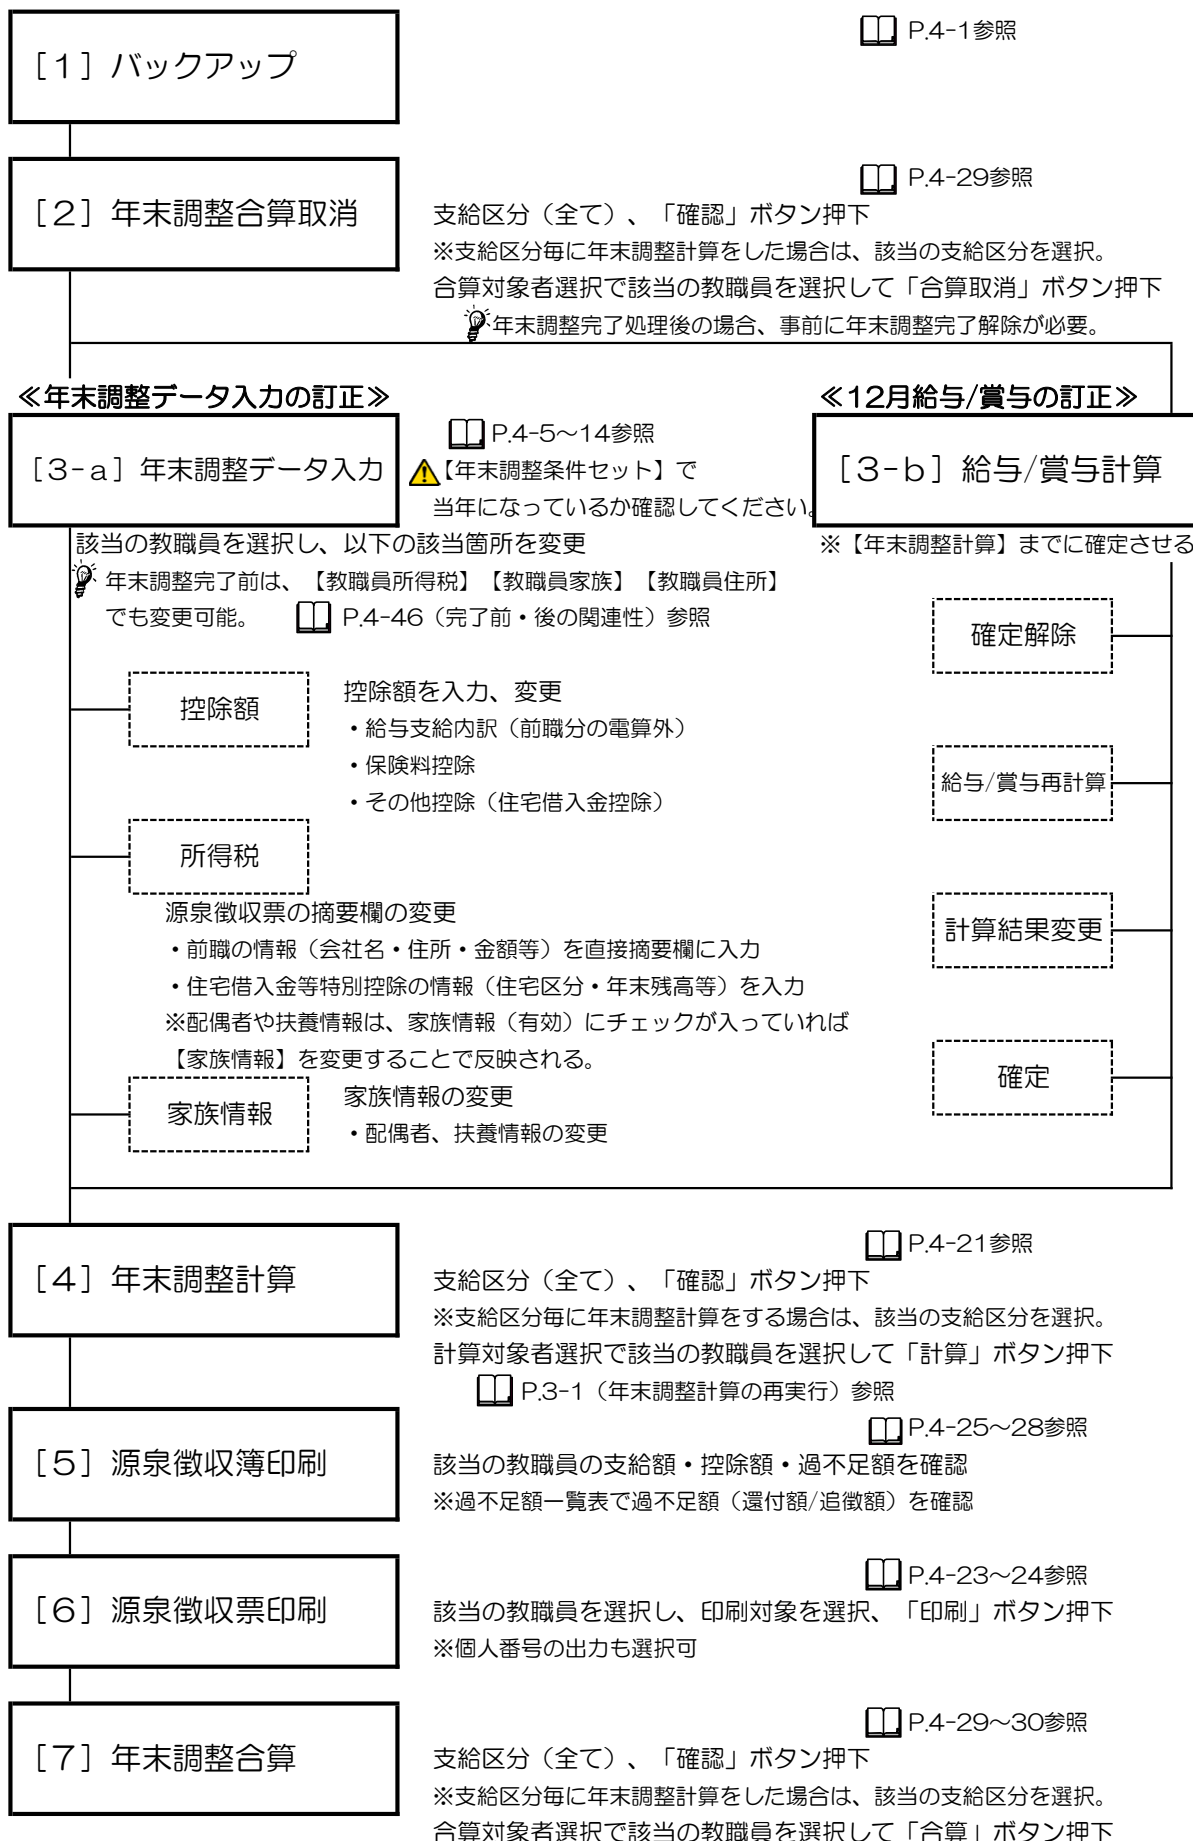 P.4-1参照
［1］バックアップ
P.4-29参照
［2］年末調整合算取消
支給区分（全て）、「確認」ボタン押下
※支給区分毎に年末調整計算をした場合は、該当の支給区分を選択。
合算対象者選択で該当の教職員を選択して「合算取消」ボタン押下
年末調整完了処理後の場合、事前に年末調整完了解除が必要。
≪年末調整データ入力の訂正≫
［3-a］年末調整データ入力
P.4-5～14参照
【年末調整条件セット】で
当年になっているか確認してください。
該当の教職員を選択し、以下の該当箇所を変更
年末調整完了前は、【教職員所得税】【教職員家族】【教職員住所】
でも変更可能。
P.4-46（完了前・後の関連性）参照
控除額
控除額を入力、変更
・給与支給内訳（前職分の電算外）
・保険料控除
・その他控除（住宅借入金控除）
所得税
源泉徴収票の摘要欄の変更
・前職の情報（会社名・住所・金額等）を直接摘要欄に入力
・住宅借入金等特別控除の情報（住宅区分・年末残高等）を入力
※配偶者や扶養情報は、家族情報（有効）にチェックが入っていれば
【家族情報】を変更することで反映される。
家族情報
家族情報の変更
・配偶者、扶養情報の変更
≪12月給与/賞与の訂正≫
［3-b］給与/賞与計算
※【年末調整計算】までに確定させる
確定解除
給与/賞与再計算
計算結果変更
確定
P.4-21参照
［4］年末調整計算
支給区分（全て）、「確認」ボタン押下
※支給区分毎に年末調整計算をする場合は、該当の支給区分を選択。
計算対象者選択で該当の教職員を選択して「計算」ボタン押下
P.3-1（年末調整計算の再実行）参照
P.4-25～28参照
［5］源泉徴収簿印刷
該当の教職員の支給額・控除額・過不足額を確認
※過不足額一覧表で過不足額（還付額/追徴額）を確認
P.4-23～24参照
［6］源泉徴収票印刷
該当の教職員を選択し、印刷対象を選択、「印刷」ボタン押下
※個人番号の出力も選択可
P.4-29～30参照
［7］年末調整合算
支給区分（全て）、「確認」ボタン押下
※支給区分毎に年末調整計算をした場合は、該当の支給区分を選択。
合算対象者選択で該当の教職員を選択して「合算」ボタン押下